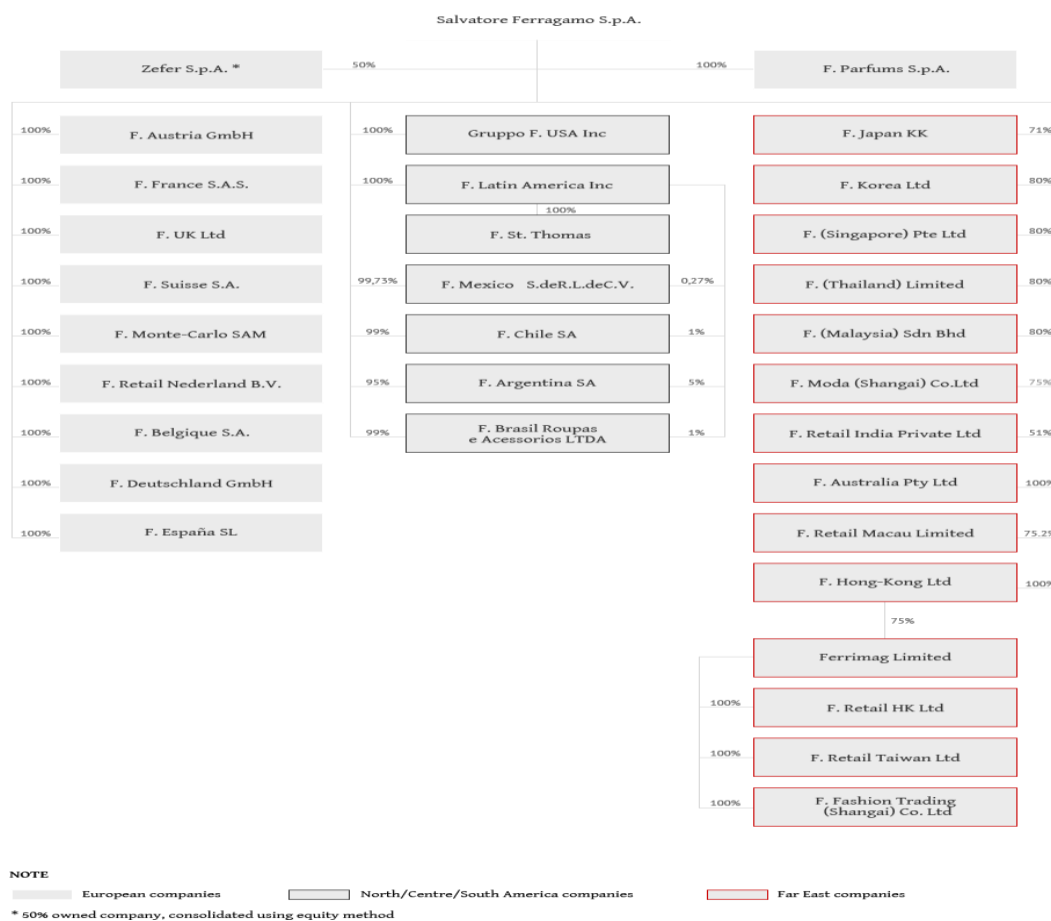 Salvatore Ferragamo S.p.A.
Zefer S.p.A. *
50%
100%
F. Parfums S.p.A.
100%
F. Austria GmbH
100%
Gruppo F. USA Inc
F. Japan KK
71%
100%
F. France S.A.S.
100%
F. Latin America Inc
F. Korea Ltd
80%
100%
100%
F. UK Ltd
F. St. Thomas
F. (Singapore) Pte Ltd
80%
100%
F. Suisse S.A.
99,73%
F. Mexico S.deR.L.deC.V.
0,27%
F. (Thailand) Limited
80%
100%
F. Monte-Carlo SAM
99%
F. Chile SA
1%
F. (Malaysia) Sdn Bhd
80%
100%
F. Retail Nederland B.V.
95%
F. Argentina SA
5%
F. Moda (Shangai) Co.Ltd
75%
100%
F. Belgique S.A.
99%
F. Brasil Roupas
e Acessorios LTDA
1%
F. Retail India Private Ltd
51%
100%
F. Deutschland GmbH
F. Australia Pty Ltd
100%
100%
F. España SL
F. Retail Macau Limited
75.2%
F. Hong-Kong Ltd
100%
75%
Ferrimag Limited
100%
F. Retail HK Ltd
100%
F. Retail Taiwan Ltd
100%
F. Fashion Trading
(Shangai) Co. Ltd
NOTE
European companies
North/Centre/South America companies
Far East companies
* 50% owned company, consolidated using equity method